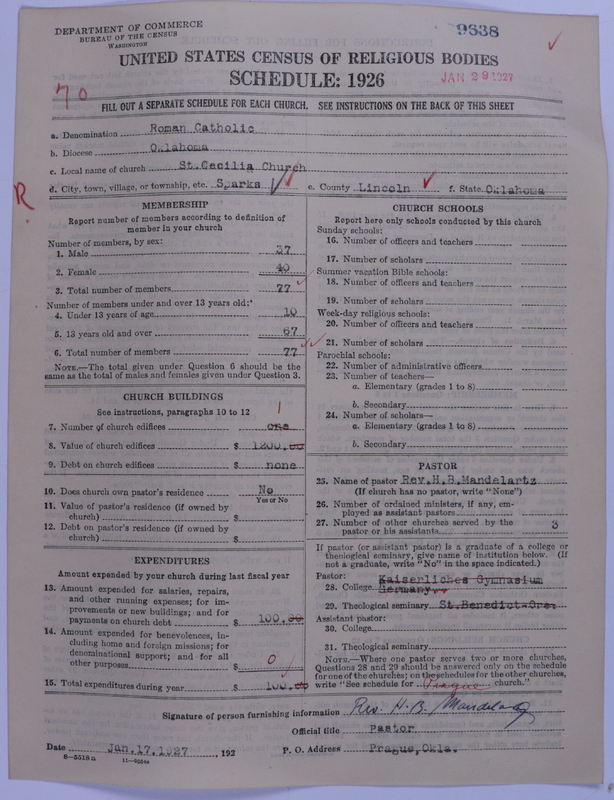 DEPARTMENT OF COMMERCE
BUREAU OF THE CENSUS
WASHINGTON
9638
UNITED STATES CENSUS OF RELIGIOUS BODIES
SCHEDULE: 1926
JAN 29 1927
70
FILL OUT A SEPARATE SCHEDULE FOR EACH CHURCH. SEE INSTRUCTIONS ON THE BACK OF THIS SHEET
a. Denomination Roman Catholic
b. Diocese Oklahoma
c. Local name of church St.Cecilia Church
d. City, town, village, or township, etc. Sparks e. County Lincoln f. State Oklahoma
R
MEMBERSHIP
Report number of members according to definition of
member in your church
Number of members, by sex:
1. Male 37
2. Female 40
3. Total number of members 77
Number of members under and over 13 years old:*
4. Under 13 years of age 10
5. 13 years old and over 67
6. Total number of members 77
NOTE.—The total given under Question 6 should be
same as the total of males and females given under Question 3.
CHURCH BUILDINGS
See instructions, paragraphs 10 to 12
1
7. Number of church edifices one
8. Value of church edifices $ 1200.00
9. Debt on church edifices $ none
10. Does church own pastor's residence No
Yes or No
11. Value of pastor's residence (if owned by
church) $
12. Debt on pastor's residence (if owned by
church) $
EXPENDITURES
Amount expended by your church during last fiscal year
13. Amount expended for salaries, repairs,
and other running expenses; for im-
provements or new buildings; and for
payments on church debt $ 100.00
14. Amount expended for benevolences, in-
cluding home and foreign missions; for
denominational support; and for all
other purposes $ 0
15. Total expenditures during year $ 100.00
CHURCH SCHOOLS
Report here only schools conducted by this church
Sunday schools:
16. Number of officers and teachers
17. Number of scholars
Summer vacation Bible schools:
18. Number of officers and teachers
19. Number of scholars
Week-day religious schools:
20. Number of officers and teachers
21. Number of scholars
Parochial schools:
22. Number of administrative officers
23. Number of teachers—
a. Elementary (grades 1 to 8)
b. Secondary
24. Number of scholars—
a. Elementary (grades 1 to 8)
b. Secondary
PASTOR
25. Name of pastor Rev.H.B.Mandelartz
(If church has no pastor, write "None")
26. Number of ordained ministers, if any, em-
ployed as assistant pastors
27. Number of other churches served by the
pastor or his assistants 3
If pastor (or assistant pastor) is a graduate of a college or
theological seminary, give name of institution below. (If
not a graduate, write "No" in the space indicated.)
Pastor:
28. College Kaiserliches Gymnasium
Germany.
29. Theological seminary St.Benedict-Ore.
Assistant pastor:
30. College
31. Theological seminary
NOTE.—Where one pastor serves two or more churches,
Questions 28 and 29 should be answered only on the schedule
for one of the churches; on the schedules for the other churches,
write "See schedule for Prague church."
Signature of person furnishing information Rev. H. B. Mandelartz
Official title Pastor
Date Jan.17.1927 , 192
P. O. Address Prague,Okla.
8—5518 a